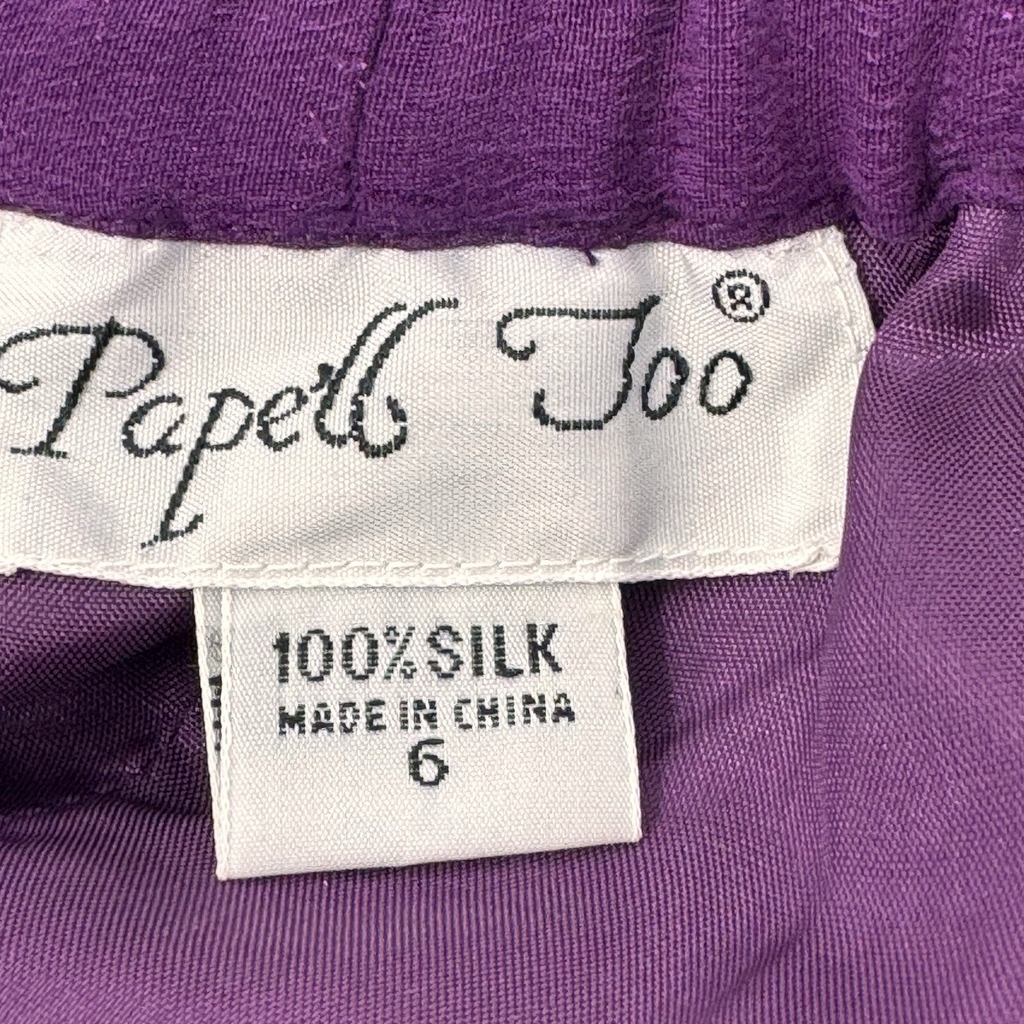 Papell Too®
100% SILK
MADE IN CHINA
6